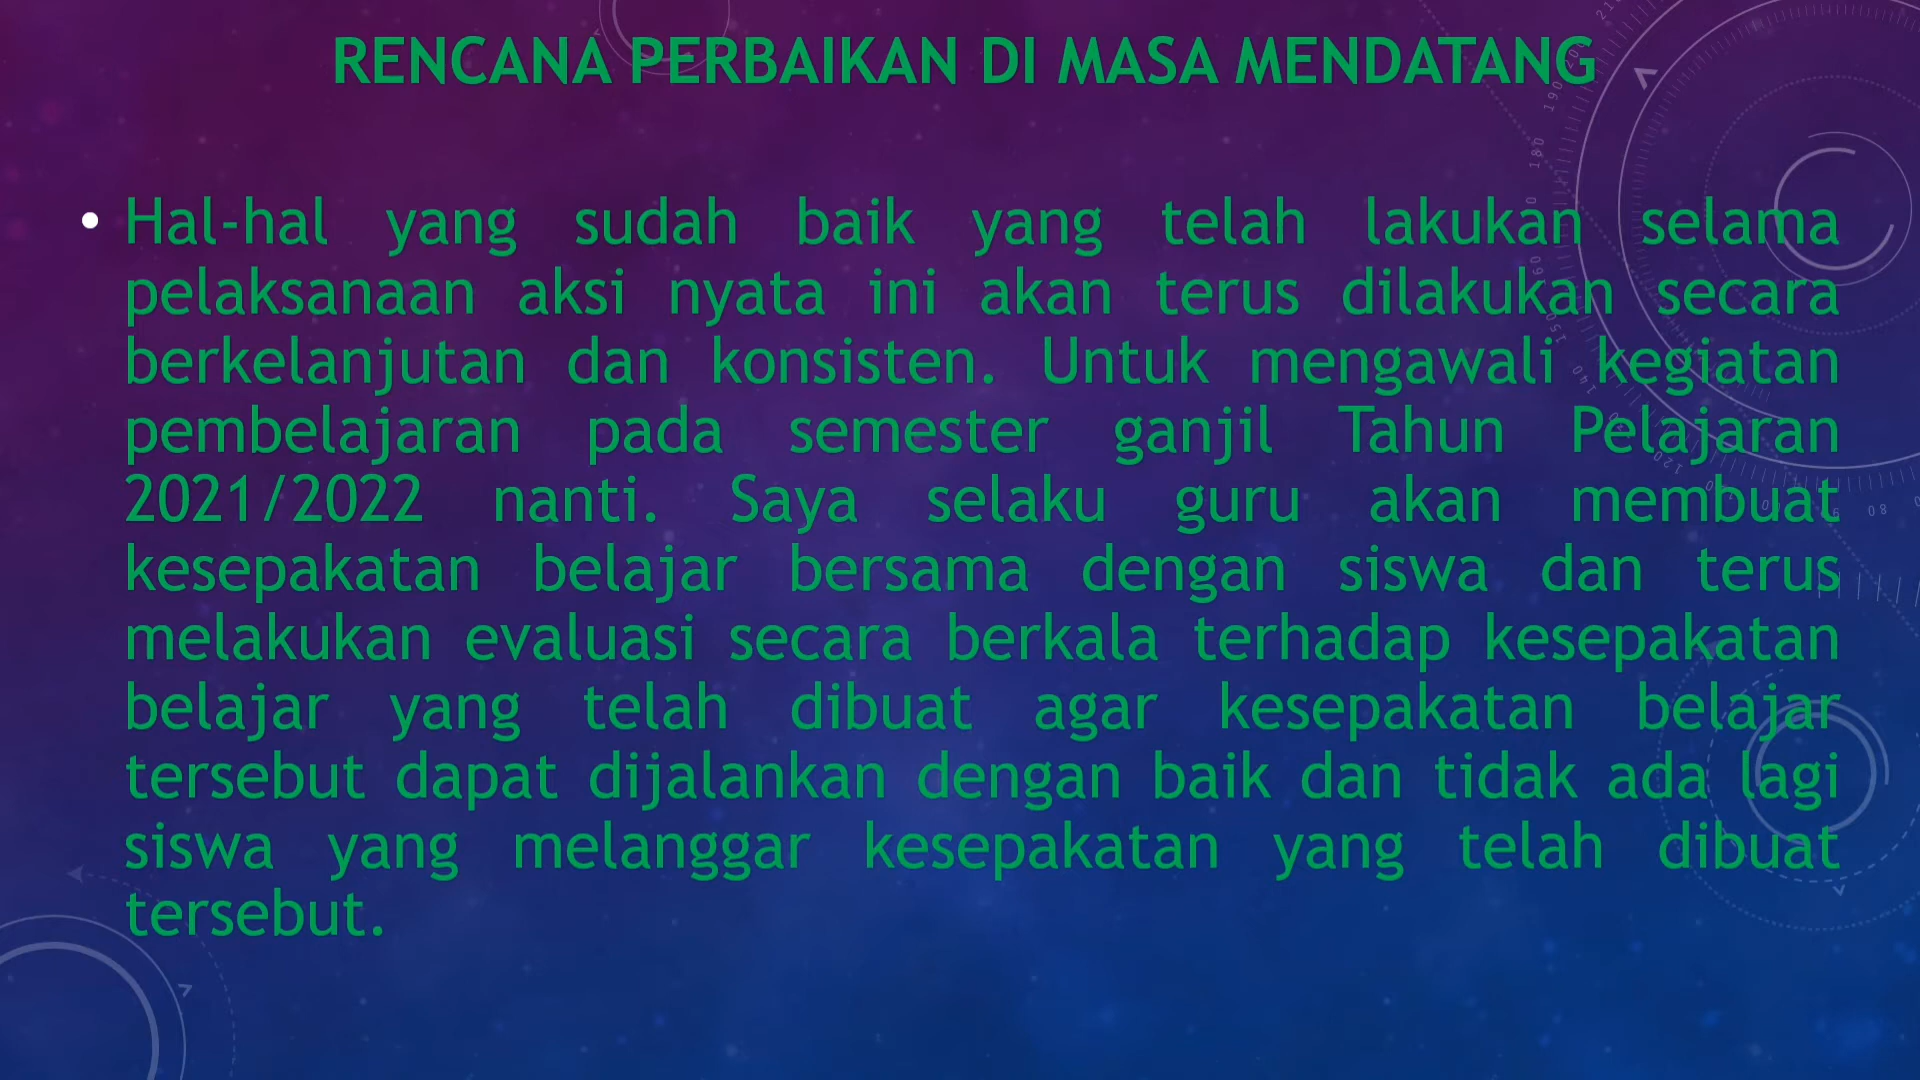 RENCANA PERBAIKAN DI MASA MENDATANG
• Hal-hal yang sudah baik yang telah lakukan selama
pelaksanaan aksi nyata ini akan terus dilakukan secara
berkelanjutan dan konsisten. Untuk mengawali kegiatan
pembelajaran pada semester ganjil Tahun Pelajaran
2021/2022 nanti. Saya selaku guru akan membuat
kesepakatan belajar bersama dengan siswa dan terus
melakukan evaluasi secara berkala terhadap kesepakatan
belajar yang telah dibuat agar kesepakatan belajar
tersebut dapat dijalankan dengan baik dan tidak ada lagi
siswa yang melanggar kesepakatan yang telah dibuat
tersebut.